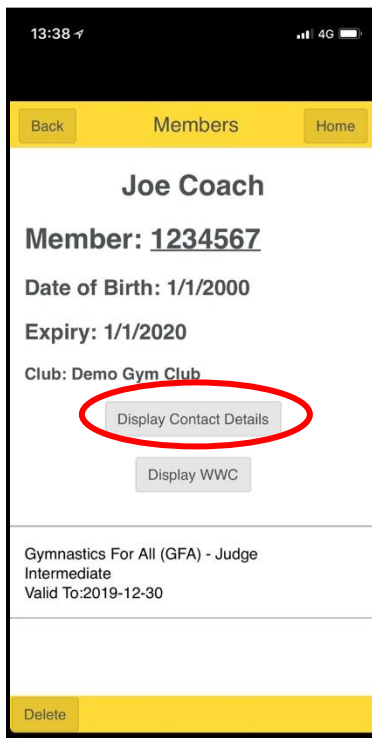 13:38
4G
Back Members Home
Joe Coach
Member: 1234567
Date of Birth: 1/1/2000
Expiry: 1/1/2020
Club: Demo Gym Club
Display Contact Details
Display WWC
Gymnastics For All (GFA) - Judge
Intermediate
Valid To:2019-12-30
Delete